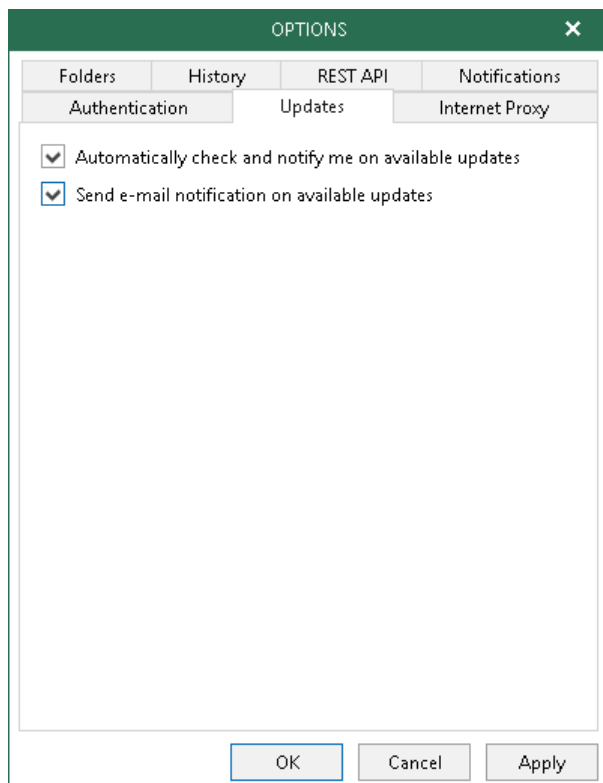 OPTIONS
Folders History REST API Notifications
Authentication Updates Internet Proxy
Automatically check and notify me on available updates
Send e-mail notification on available updates
OK Cancel Apply